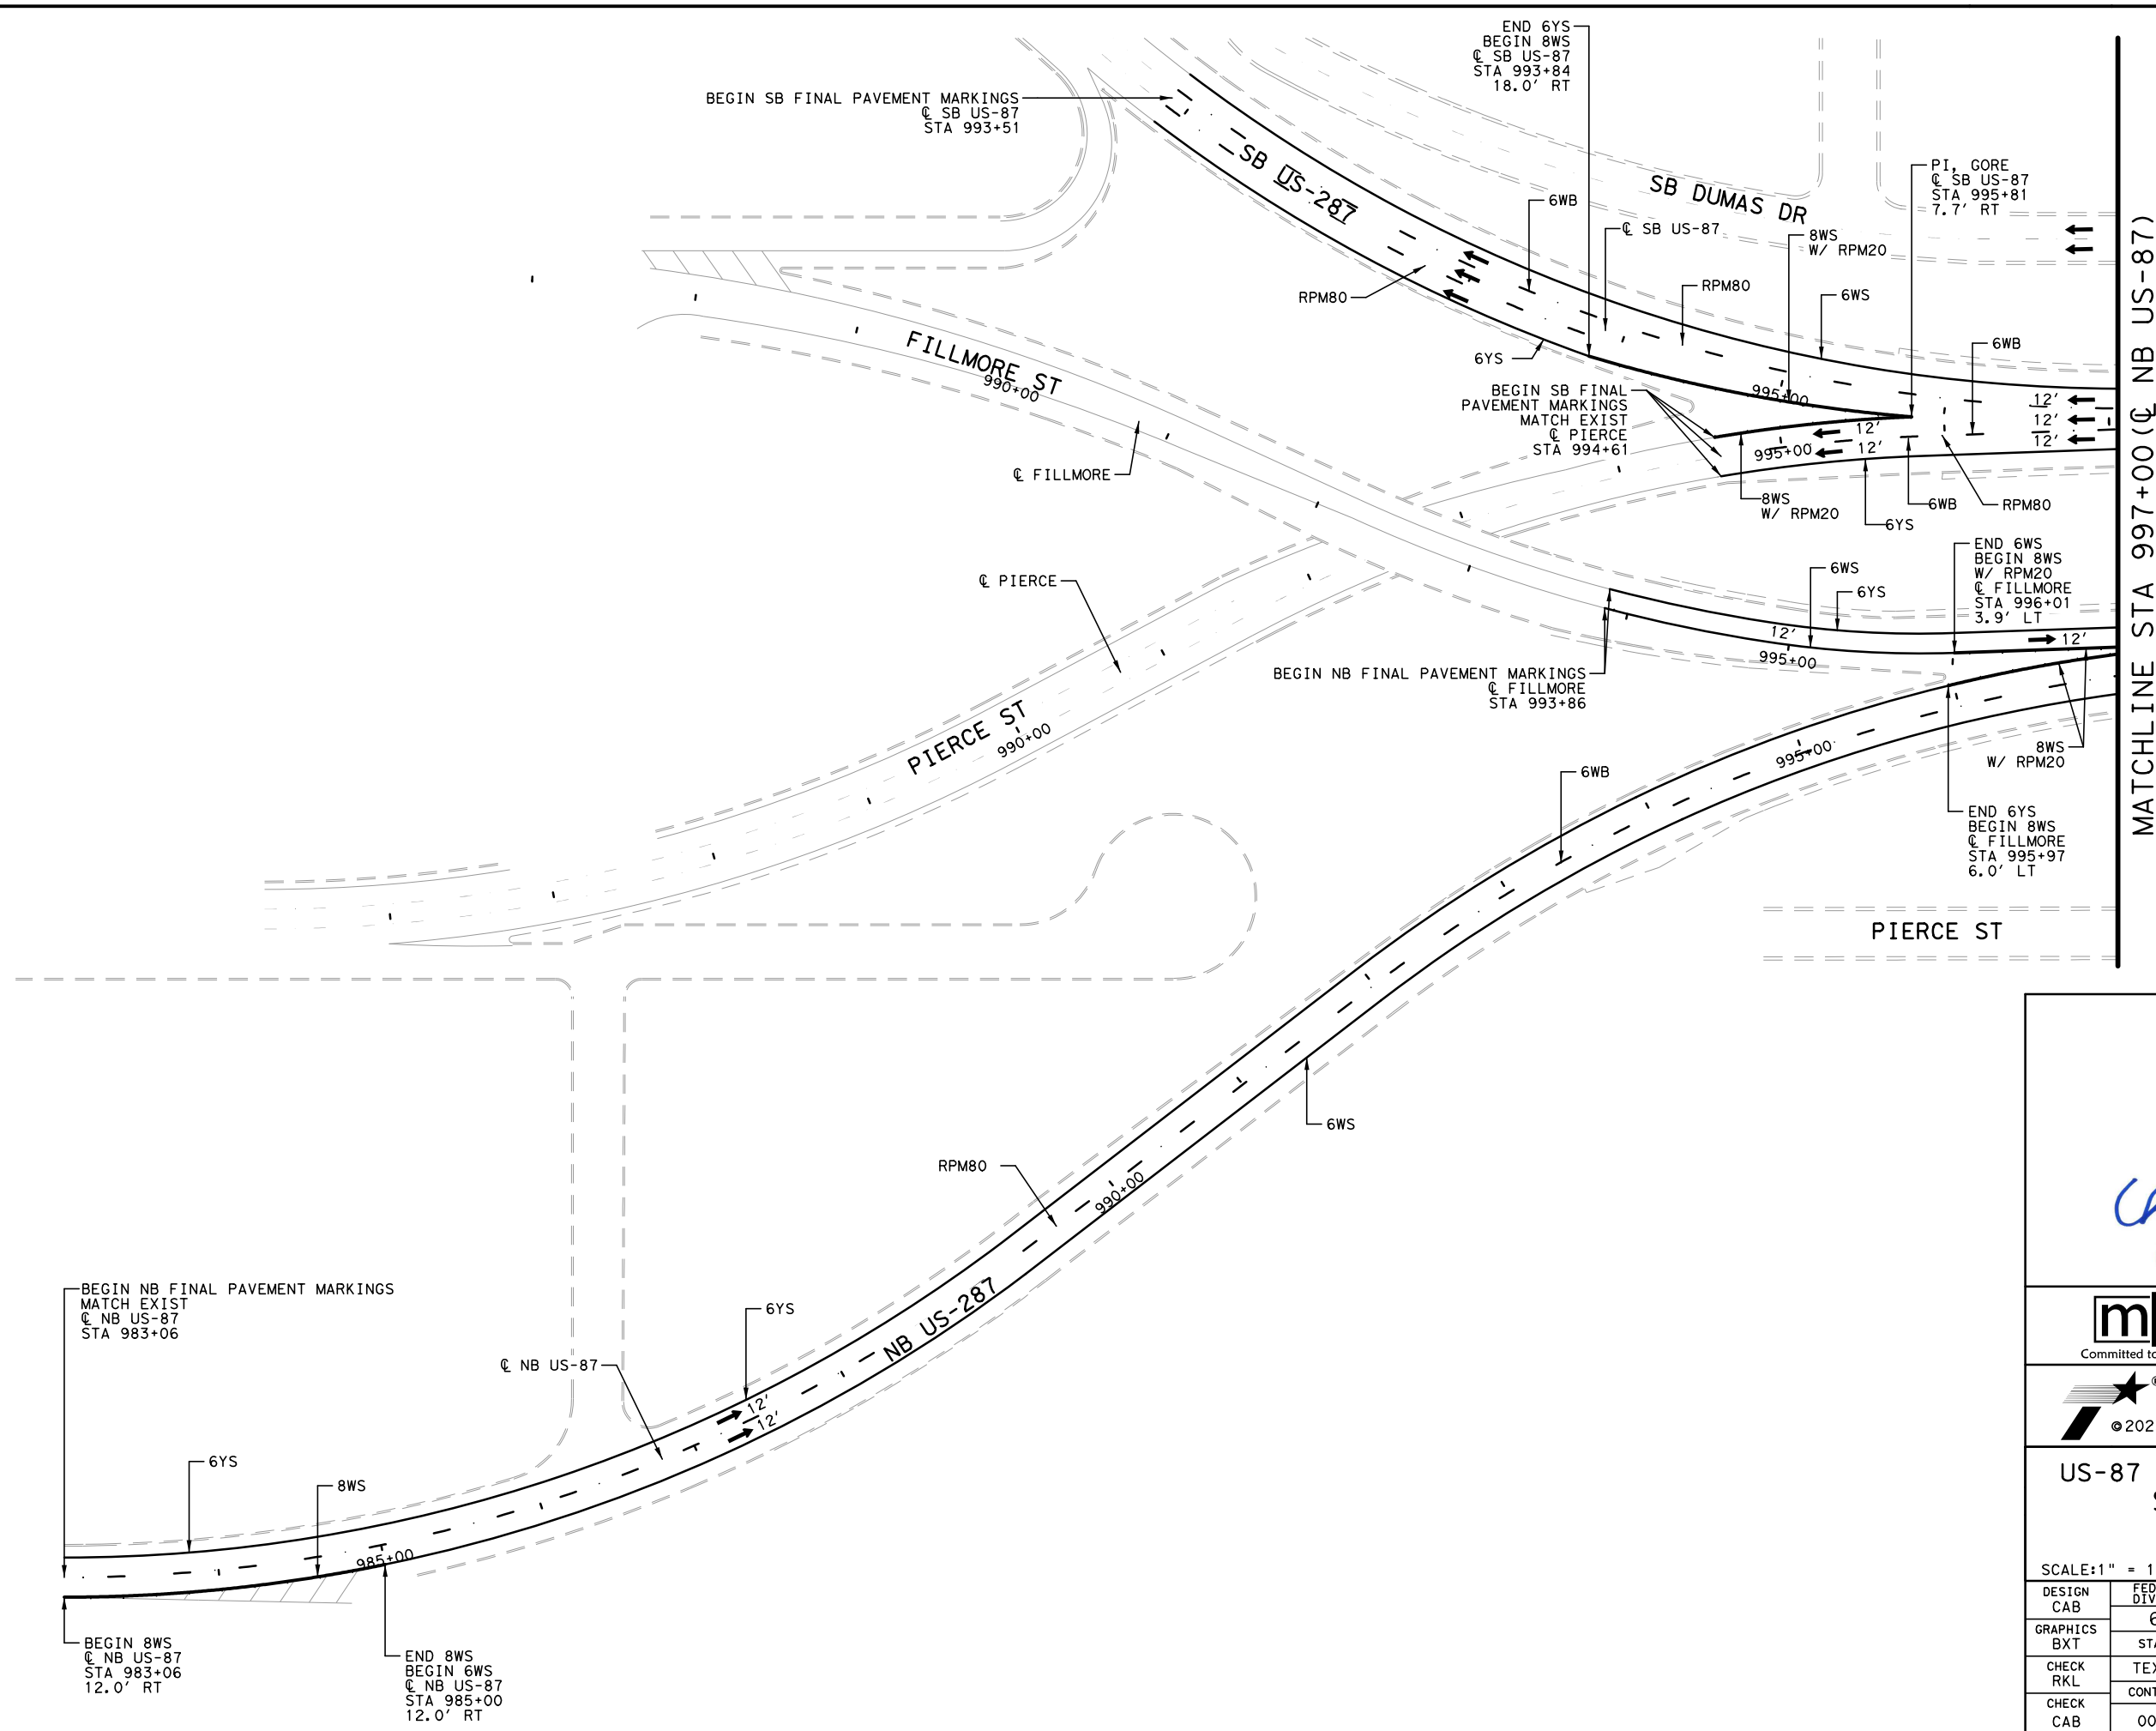 END 6YS
BEGIN 8WS
℄ SB US-87
STA 993+84
18.0' RT
BEGIN SB FINAL PAVEMENT MARKINGS
℄ SB US-87
STA 993+51
SB US-287
SB DUMAS DR
PI, GORE
℄ SB US-87
STA 995+81
7.7' RT
6WB
℄ SB US-87
8WS
W/ RPM20
RPM80
RPM80
6WS
6WB
6YS
FILLMORE ST
990+00
995+00
12'
12'
12'
BEGIN SB FINAL
PAVEMENT MARKINGS
MATCH EXIST
℄ PIERCE
STA 994+61
12'
995+00
12'
℄ FILLMORE
8WS
W/ RPM20
6YS
6WB
RPM80
END 6WS
BEGIN 8WS
W/ RPM20
℄ FILLMORE
STA 996+01
3.9' LT
6WS
6YS
℄ PIERCE
12'
12'
995+00
BEGIN NB FINAL PAVEMENT MARKINGS
℄ FILLMORE
STA 993+86
MATCHLINE STA 997+00(℄ NB US-87)
PIERCE ST
990+00
995+00
8WS
W/ RPM20
6WB
END 6YS
BEGIN 8WS
℄ FILLMORE
STA 995+97
6.0' LT
PIERCE ST
6WS
RPM80
990+00
BEGIN NB FINAL PAVEMENT MARKINGS
MATCH EXIST
℄ NB US-87
STA 983+06
6YS
NB US-287
℄ NB US-87
12'
12'
6YS
8WS
985+00
BEGIN 8WS
℄ NB US-87
STA 983+06
12.0' RT
END 8WS
BEGIN 6WS
℄ NB US-87
STA 985+00
12.0' RT
m
Committed to
©202
US-87
SCALE:1" = 1
DESIGN
CAB
FED
DIV
6
GRAPHICS
BXT
STA
CHECK
RKL
TEX
CONT
CHECK
CAB
00